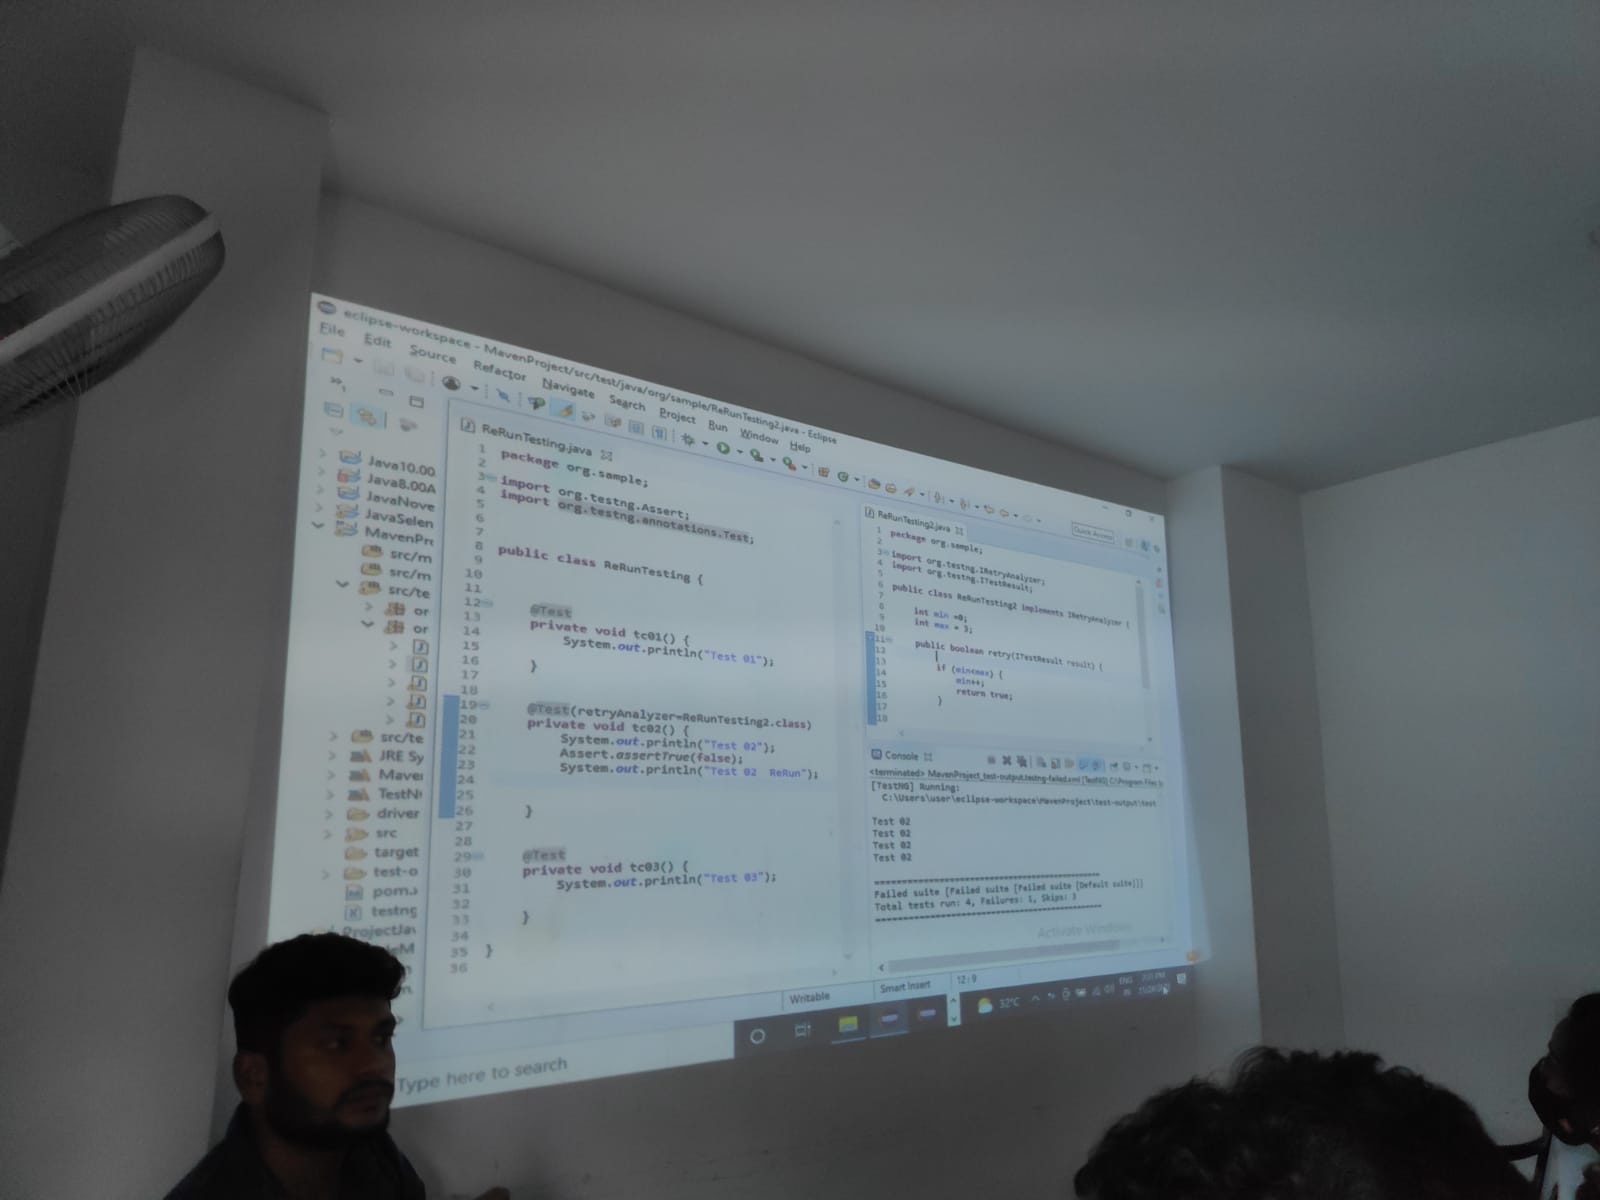 eclipse-workspace - MavenProject/src/test/java/org/sample/ReRunTesting2.java - Eclipse
File Edit Source Refactor Navigate Search Project Run Window Help
Quick Access
Java10.00
Java8.00A
JavaNove
JavaSelen
MavenPr
src/m
src/m
src/te
or
or
src/te
JRE Sy
Maver
TestN
driver
src
target
test-o
pom.
testng
ProjectJav
ReRunTesting.java
1 package org.sample;
2
3 import org.testng.Assert;
4 import org.testng.annotations.Test;
5
6
7
8 public class ReRunTesting {
9
10
11
12 @Test
13 private void tc01() {
14 System.out.println("Test 01");
15
16 }
17
18
19 @Test(retryAnalyzer=ReRunTesting2.class)
20 private void tc02() {
21 System.out.println("Test 02");
22 Assert.assertTrue(false);
23 System.out.println("Test 02 ReRun");
24
25
26 }
27
28
29 @Test
30 private void tc03() {
31 System.out.println("Test 03");
32
33 }
34
35 }
36
ReRunTesting2.java
1 package org.sample;
2
3 import org.testng.IRetryAnalyzer;
4 import org.testng.ITestResult;
5
6 public class ReRunTesting2 implements IRetryAnalyzer {
7
8 int min =0;
9 int max = 3;
10
11 public boolean retry(ITestResult result) {
12
13 if (min<max) {
14 min++;
15 return true;
16 }
17
18
Console
<terminated> MavenProject_test-output.testng-failed.xml [TestNG] C:\Program Files
[TestNG] Running:
C:\Users\user\eclipse-workspace\MavenProject\test-output\test
Test 02
Test 02
Test 02
Test 02
===============================================
Failed suite [Failed suite [Failed suite [Default suite]]]
Total tests run: 4, Failures: 1, Skips: 3
===============================================
Activate Windows
Writable Smart Insert 12 : 9
Type here to search
32°C ENG